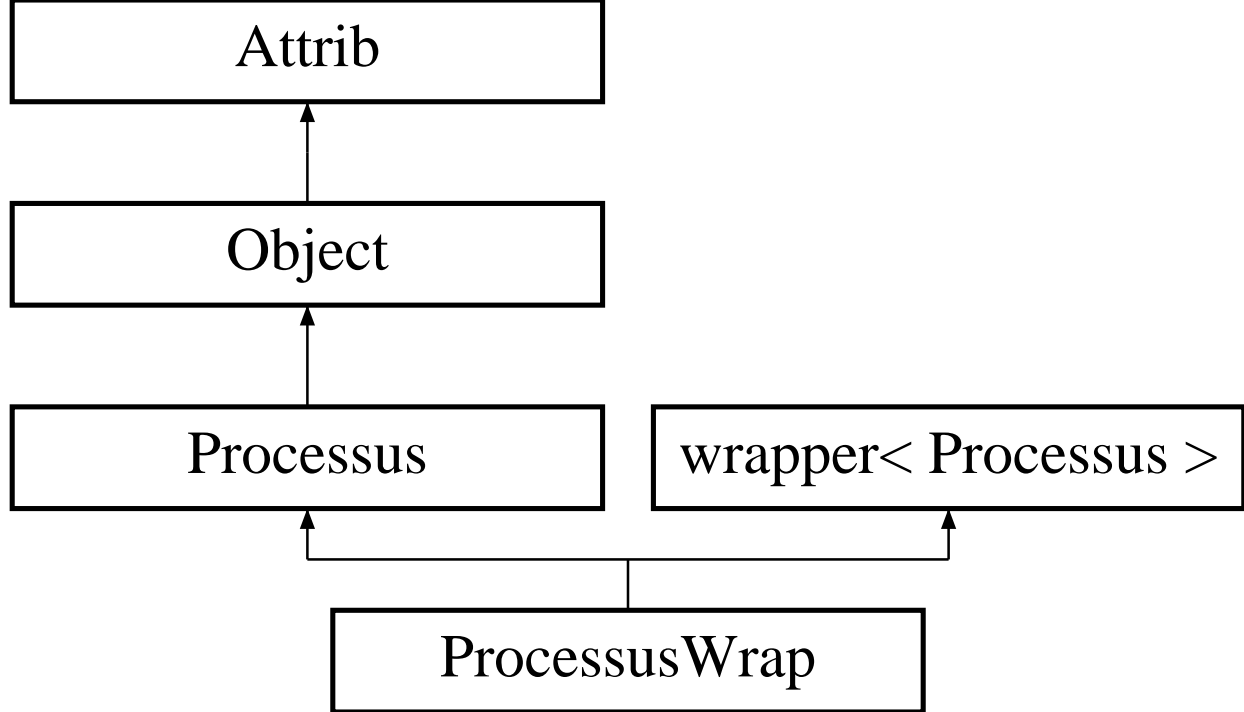 Attrib
Object
Processus
wrapper< Processus >
ProcessusWrap